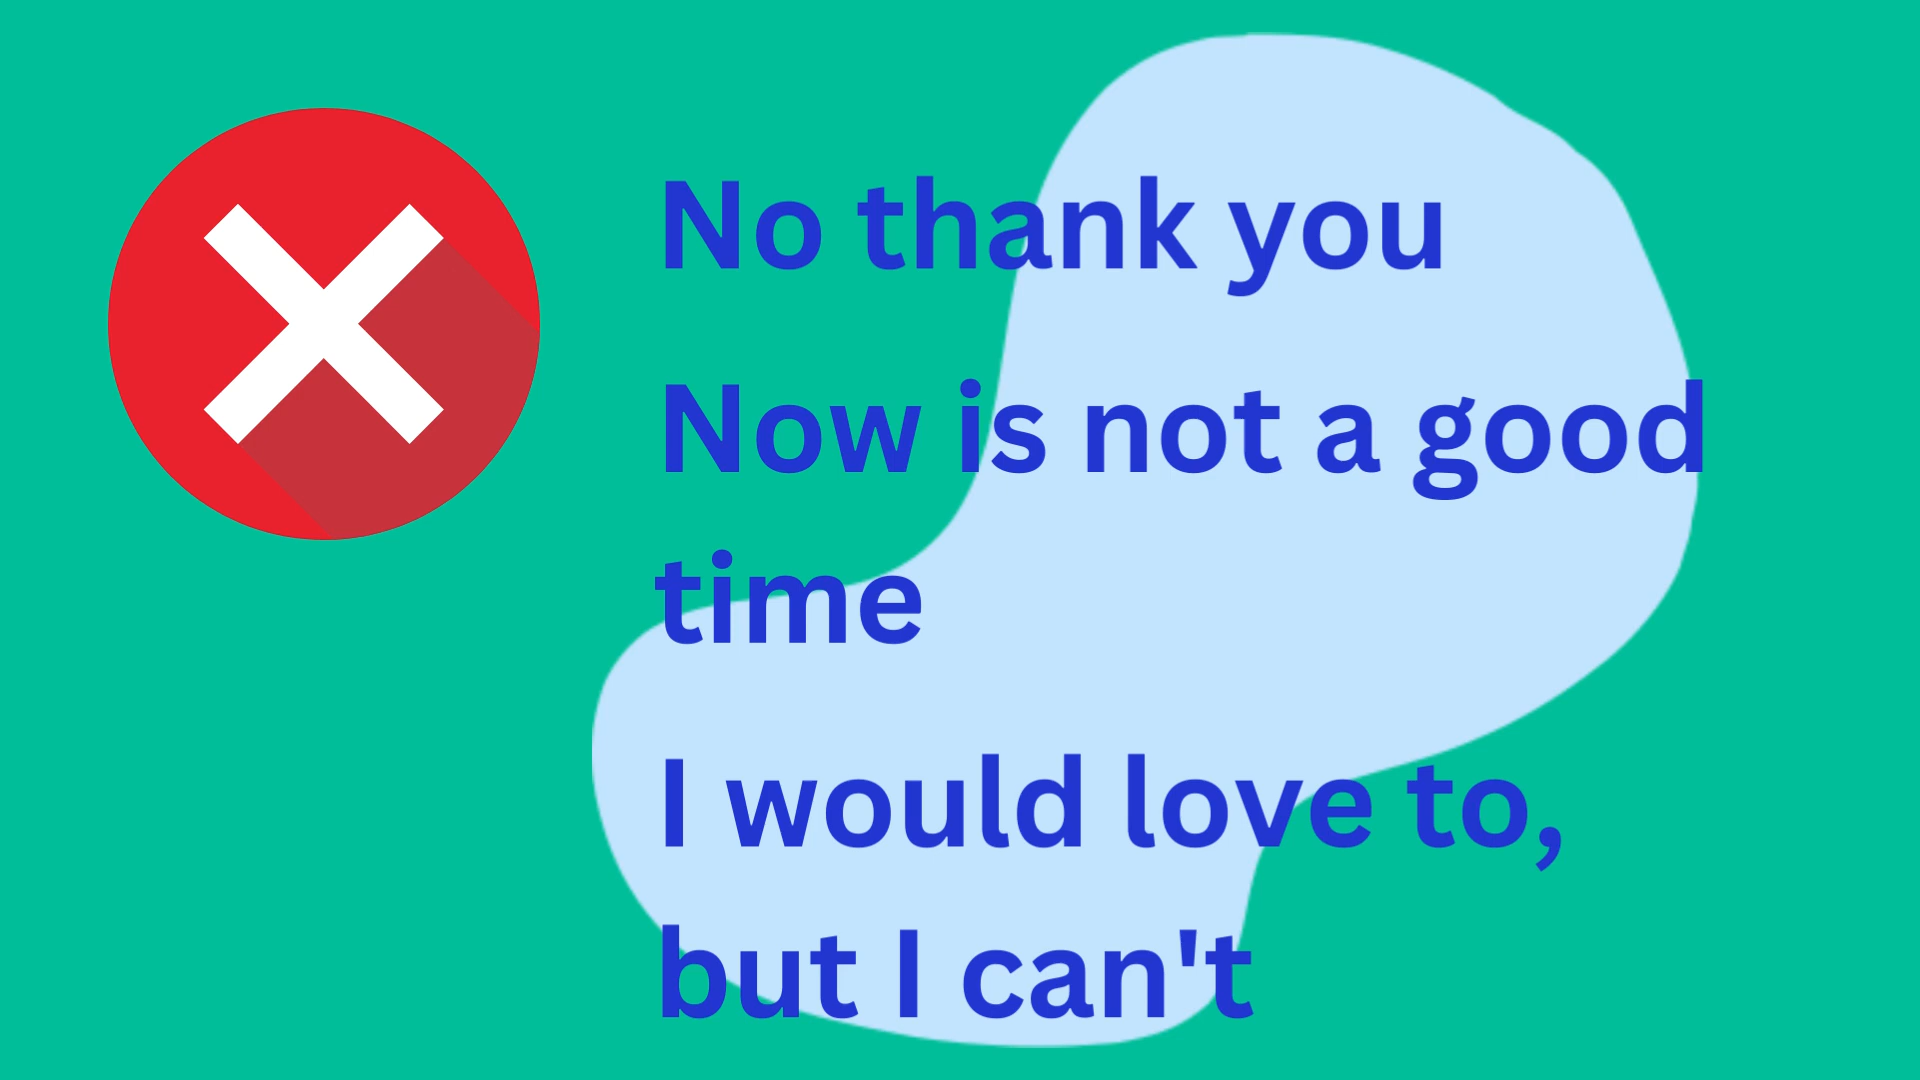 No thank you
Now is not a good
time
I would love to,
but I can't